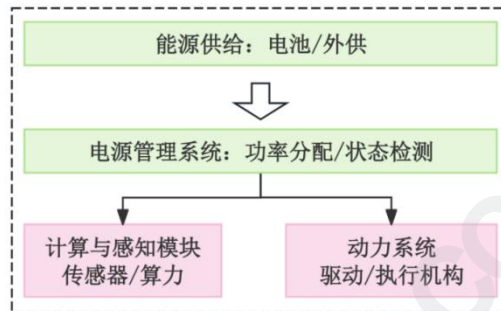 能源供给：电池/外供
电源管理系统：功率分配/状态检测
计算与感知模块
传感器/算力
动力系统
驱动/执行机构